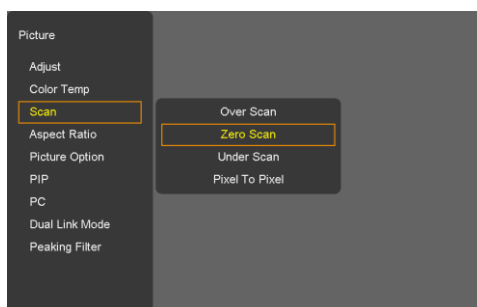 Picture
Adjust
Color Temp
Scan
Aspect Ratio
Picture Option
PIP
PC
Dual Link Mode
Peaking Filter
Over Scan
Zero Scan
Under Scan
Pixel To Pixel